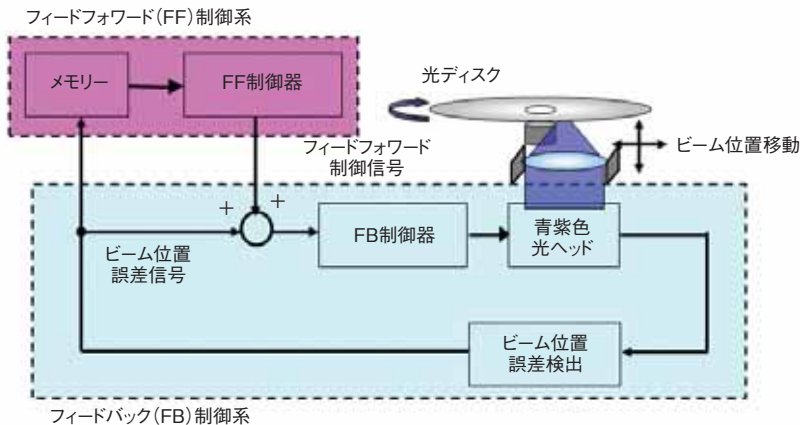 フィードフォワード(FF)制御系
メモリー
FF制御器
光ディスク
フィードフォワード
制御信号
ビーム位置移動
+
+
FB制御器
青紫色
光ヘッド
ビーム位置
誤差信号
ビーム位置
誤差検出
フィードバック(FB)制御系